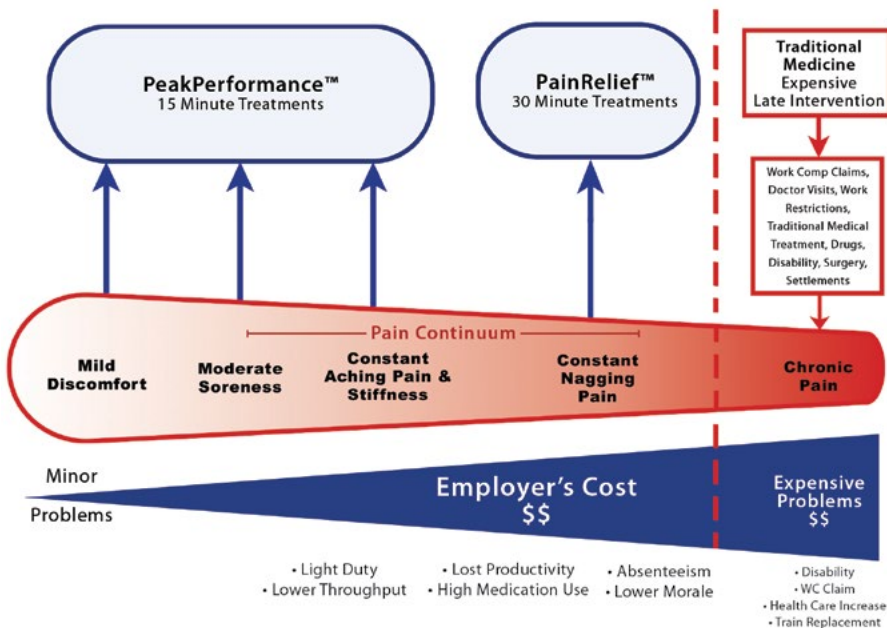 PeakPerformance™
15 Minute Treatments
PainRelief™
30 Minute Treatments
Traditional
Medicine
Expensive
Late Intervention
Work Comp Claims,
Doctor Visits, Work
Restrictions,
Traditional Medical
Treatment, Drugs,
Disability, Surgery,
Settlements
Pain Continuum
Mild
Discomfort
Moderate
Soreness
Constant
Aching Pain &
Stiffness
Constant
Nagging
Pain
Chronic
Pain
Minor
Problems
Employer's Cost
$$
Expensive
Problems
$$
• Light Duty
• Lower Throughput
• Lost Productivity
• High Medication Use
• Absenteeism
• Lower Morale
• Disability
• WC Claim
• Health Care Increase
• Train Replacement